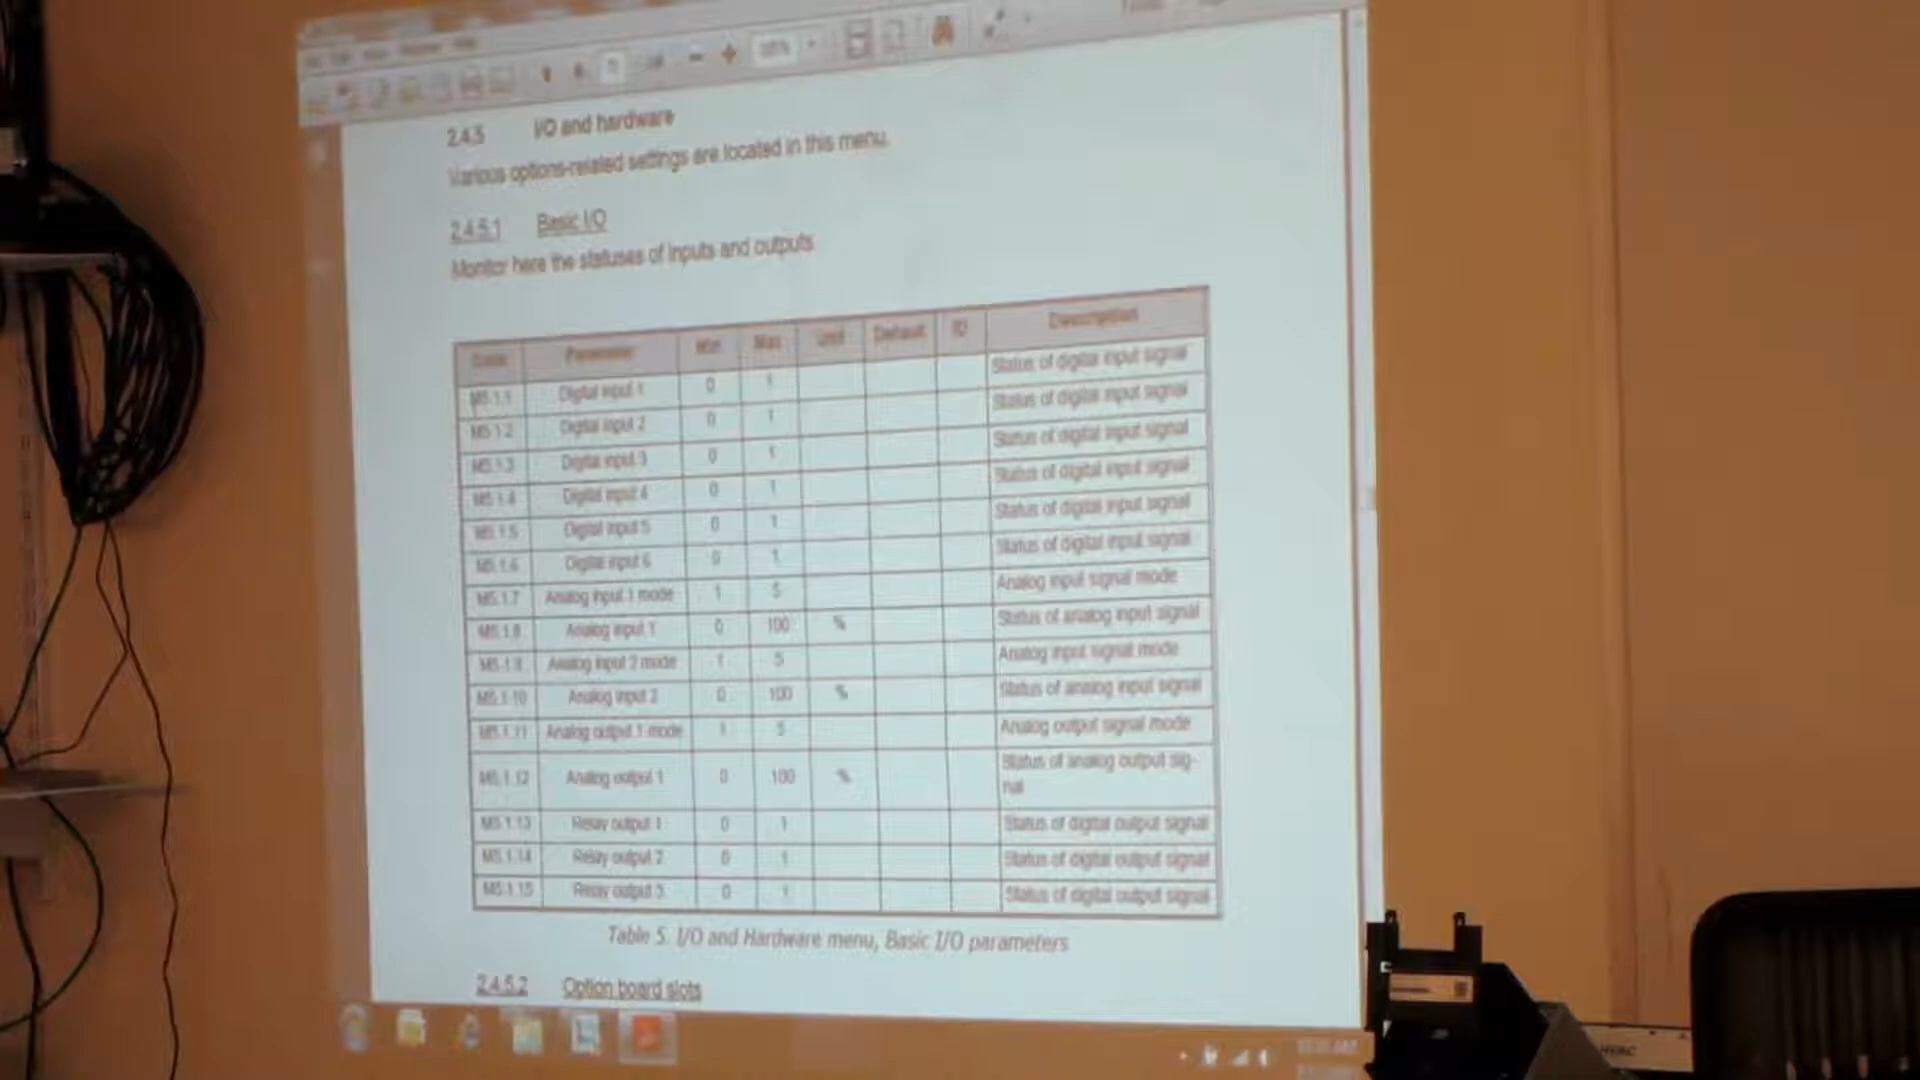 2.4.5 I/O and hardware
Various options-related settings are located in this menu.
2.4.5.1 Basic I/O
Monitor here the statuses of inputs and outputs
Code Parameter Min Max Unit Default ID Description
M5.1.1 Digital input 1 0 1 Status of digital input signal
M5.1.2 Digital input 2 0 1 Status of digital input signal
M5.1.3 Digital input 3 0 1 Status of digital input signal
M5.1.4 Digital input 4 0 1 Status of digital input signal
M5.1.5 Digital input 5 0 1 Status of digital input signal
M5.1.6 Digital input 6 0 1 Status of digital input signal
M5.1.7 Analog input 1 mode 1 5 Analog input signal mode
M5.1.8 Analog input 1 0 100 % Status of analog input signal
M5.1.9 Analog input 2 mode 1 5 Analog input signal mode
M5.1.10 Analog input 2 0 100 % Status of analog input signal
M5.1.11 Analog output 1 mode 1 5 Analog output signal mode
M5.1.12 Analog output 1 0 100 % Status of analog output sig-
nal
M5.1.13 Relay output 1 0 1 Status of digital output signal
M5.1.14 Relay output 2 0 1 Status of digital output signal
M5.1.15 Relay output 3 0 1 Status of digital output signal
Table 5. I/O and Hardware menu, Basic I/O parameters
2.4.5.2 Option board slots
HVAC